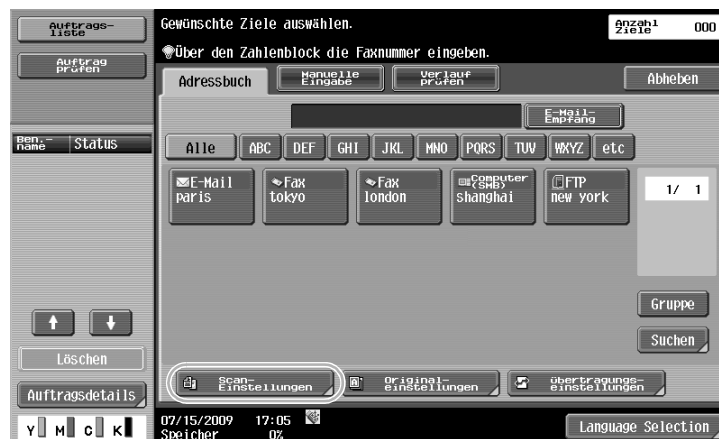 Auftrags-
liste
Auftrag
prüfen
Ben.-
name
Status
Löschen
Auftragsdetails
Y M C K
Gewünschte Ziele auswählen.
Anzahl
Ziele
000
Über den Zahlenblock die Faxnummer eingeben.
Adressbuch
Manuelle
Eingabe
Verlauf
prüfen
Abheben
E-Mail-
Empfang
Alle ABC DEF GHI JKL MNO PQRS TUV WXYZ etc
E-Mail
paris
Fax
tokyo
Fax
london
Computer
(SMB)
shanghai
FTP
new york
1/ 1
Gruppe
Suchen
Scan-
Einstellungen
Original-
einstellungen
übertragungs-
einstellungen
07/15/2009 17:05
Speicher 0%
Language Selection